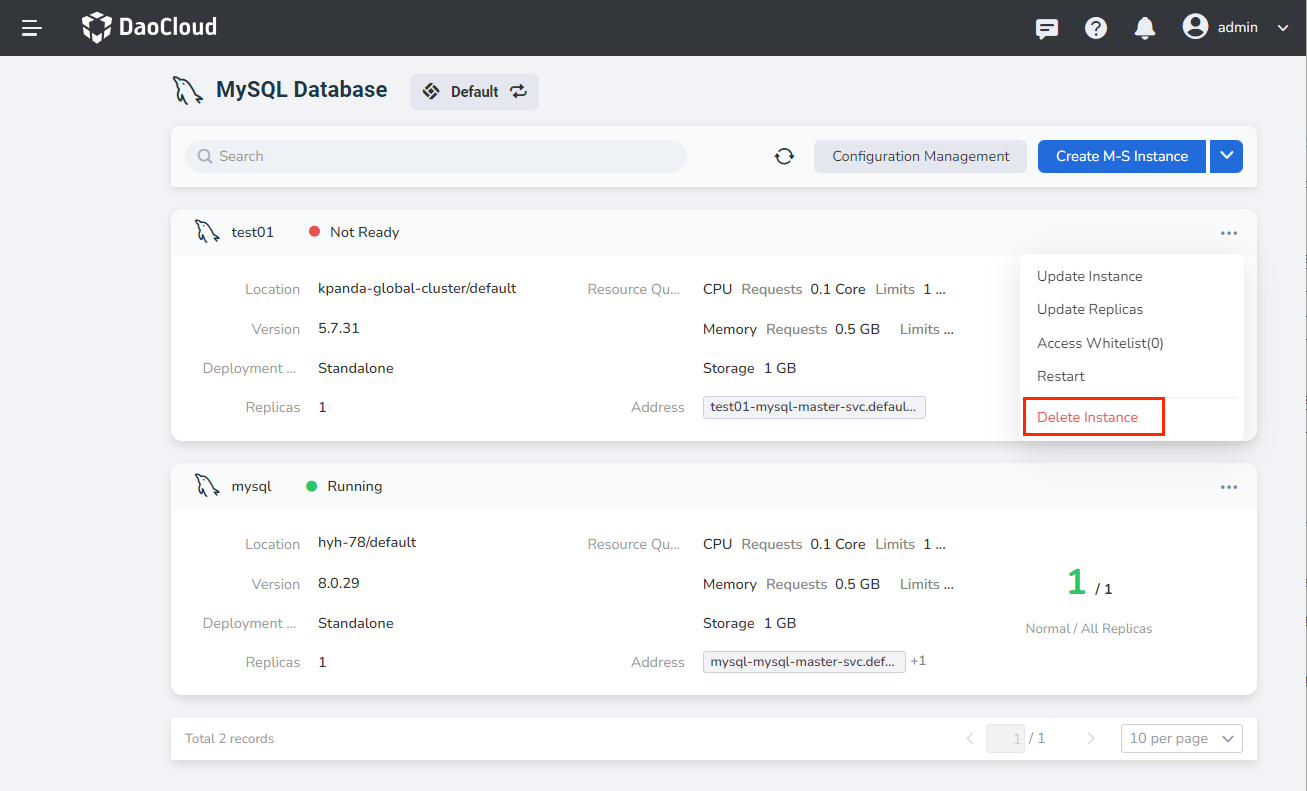 DaoCloud
admin
MySQL Database
Default
Search
Configuration Management
Create M-S Instance
test01
Not Ready
Location kpanda-global-cluster/default
Resource Qu... CPU Requests 0.1 Core Limits 1 ...
Version 5.7.31
Memory Requests 0.5 GB Limits ...
Deployment ... Standalone
Storage 1 GB
Replicas 1
Address test01-mysql-master-svc.defaul...
Update Instance
Update Replicas
Access Whitelist(0)
Restart
Delete Instance
mysql
Running
Location hyh-78/default
Resource Qu... CPU Requests 0.1 Core Limits 1 ...
Version 8.0.29
Memory Requests 0.5 GB Limits ...
Deployment ... Standalone
Storage 1 GB
Replicas 1
Address mysql-mysql-master-svc.def... +1
1 / 1
Normal / All Replicas
Total 2 records
1 / 1
10 per page